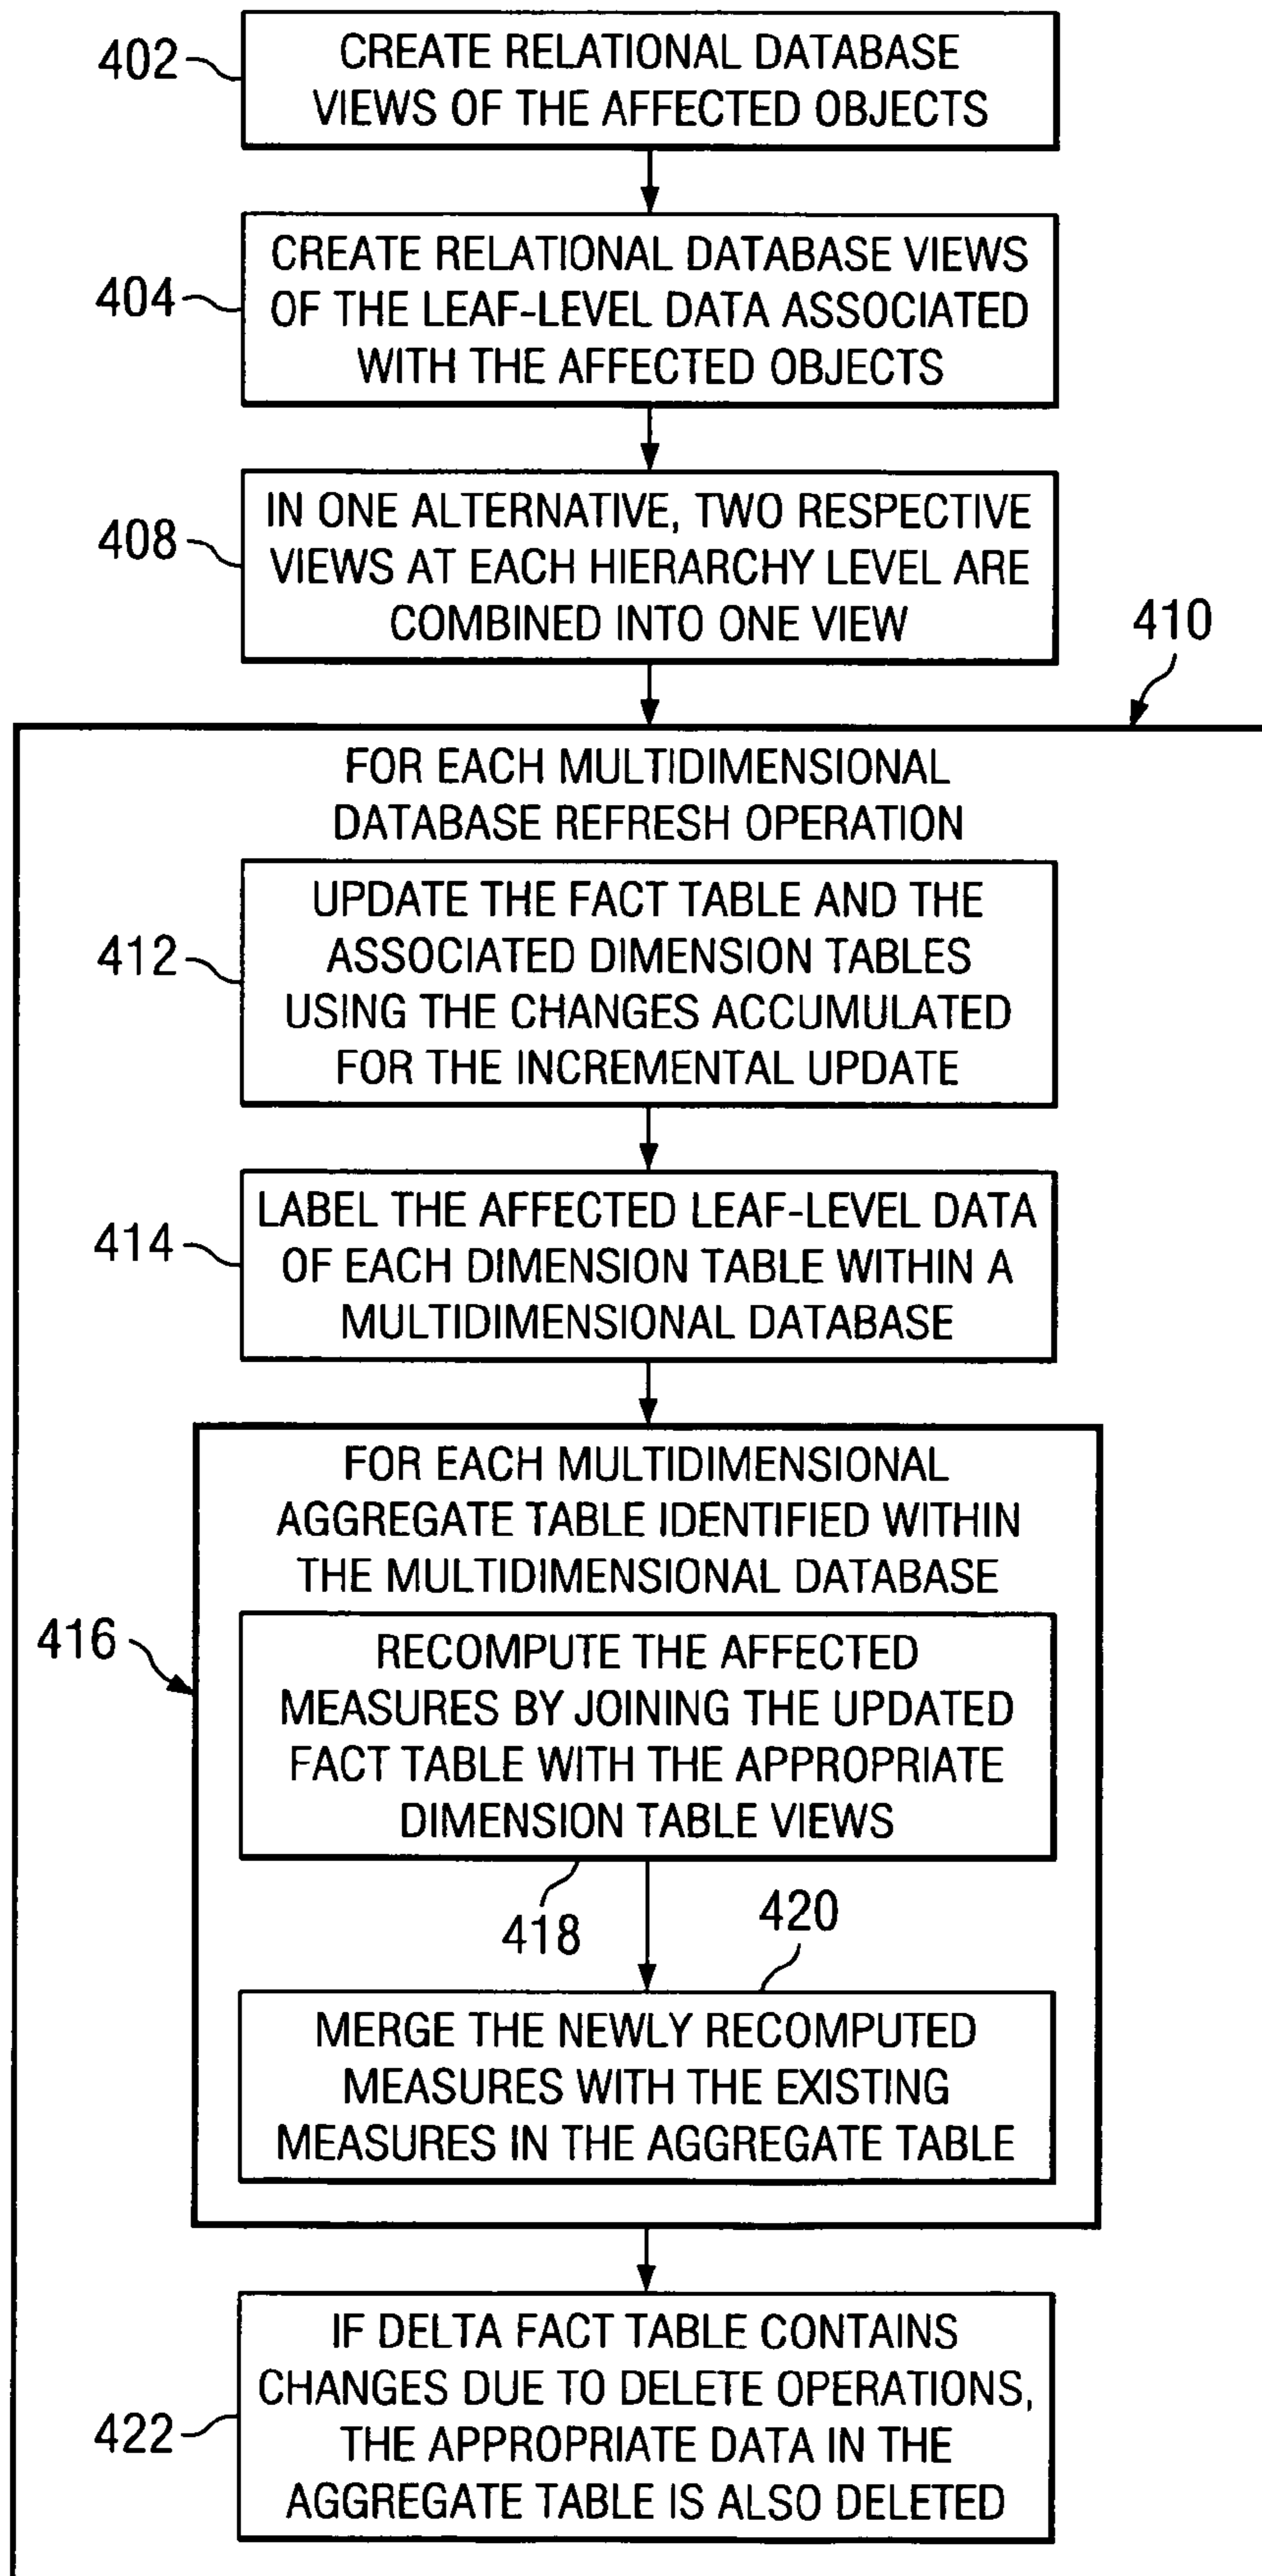 402
CREATE RELATIONAL DATABASE
VIEWS OF THE AFFECTED OBJECTS
404
CREATE RELATIONAL DATABASE VIEWS
OF THE LEAF-LEVEL DATA ASSOCIATED
WITH THE AFFECTED OBJECTS
408
IN ONE ALTERNATIVE, TWO RESPECTIVE
VIEWS AT EACH HIERARCHY LEVEL ARE
COMBINED INTO ONE VIEW
410
FOR EACH MULTIDIMENSIONAL
DATABASE REFRESH OPERATION
412
UPDATE THE FACT TABLE AND THE
ASSOCIATED DIMENSION TABLES
USING THE CHANGES ACCUMULATED
FOR THE INCREMENTAL UPDATE
414
LABEL THE AFFECTED LEAF-LEVEL DATA
OF EACH DIMENSION TABLE WITHIN A
MULTIDIMENSIONAL DATABASE
FOR EACH MULTIDIMENSIONAL
AGGREGATE TABLE IDENTIFIED WITHIN
THE MULTIDIMENSIONAL DATABASE
416
RECOMPUTE THE AFFECTED
MEASURES BY JOINING THE UPDATED
FACT TABLE WITH THE APPROPRIATE
DIMENSION TABLE VIEWS
418
420
MERGE THE NEWLY RECOMPUTED
MEASURES WITH THE EXISTING
MEASURES IN THE AGGREGATE TABLE
422
IF DELTA FACT TABLE CONTAINS
CHANGES DUE TO DELETE OPERATIONS,
THE APPROPRIATE DATA IN THE
AGGREGATE TABLE IS ALSO DELETED